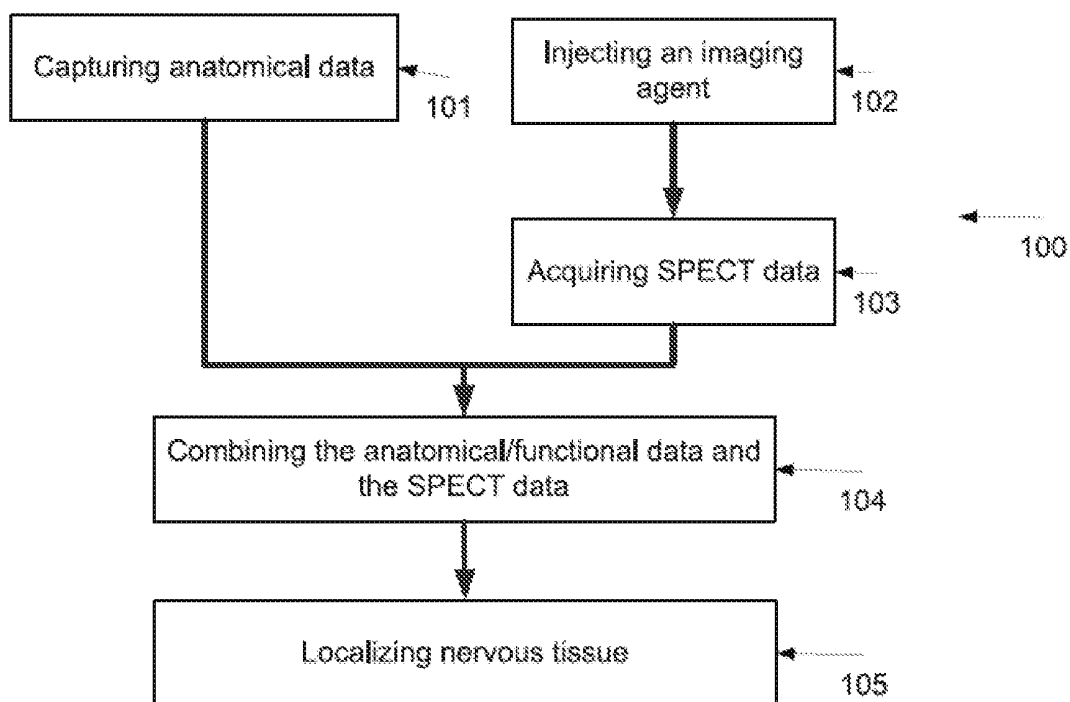 Capturing anatomical data
101
Injecting an imaging
agent
102
100
Acquiring SPECT data
103
Combining the anatomical/functional data and
the SPECT data
104
Localizing nervous tissue
105